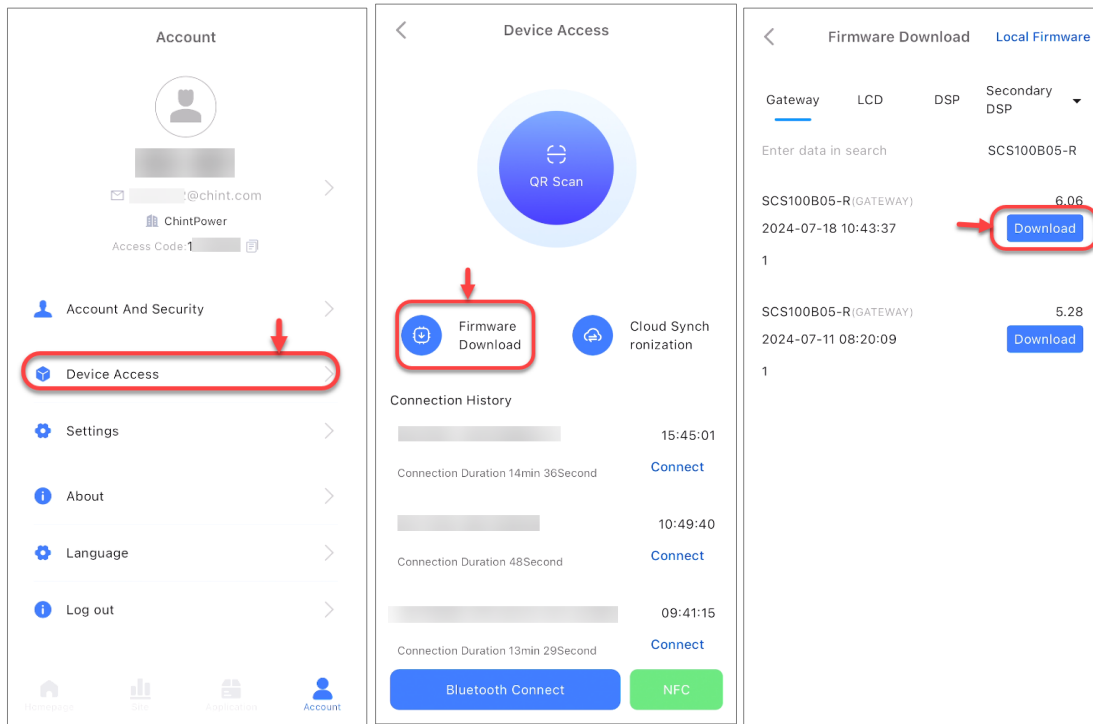 Account
@chint.com
ChintPower
Access Code:1
Account And Security
Device Access
Settings
About
Language
Log out
Homepage
Site
Application
Account
Device Access
QR Scan
Firmware
Download
Cloud Synch
ronization
Connection History
15:45:01
Connection Duration 14min 36Second
Connect
10:49:40
Connection Duration 48Second
Connect
09:41:15
Connection Duration 13min 29Second
Connect
Bluetooth Connect
NFC
Firmware Download
Local Firmware
Gateway
LCD
DSP
Secondary
DSP
Enter data in search
SCS100B05-R
SCS100B05-R(GATEWAY)
6.06
2024-07-18 10:43:37
Download
1
SCS100B05-R(GATEWAY)
5.28
2024-07-11 08:20:09
Download
1